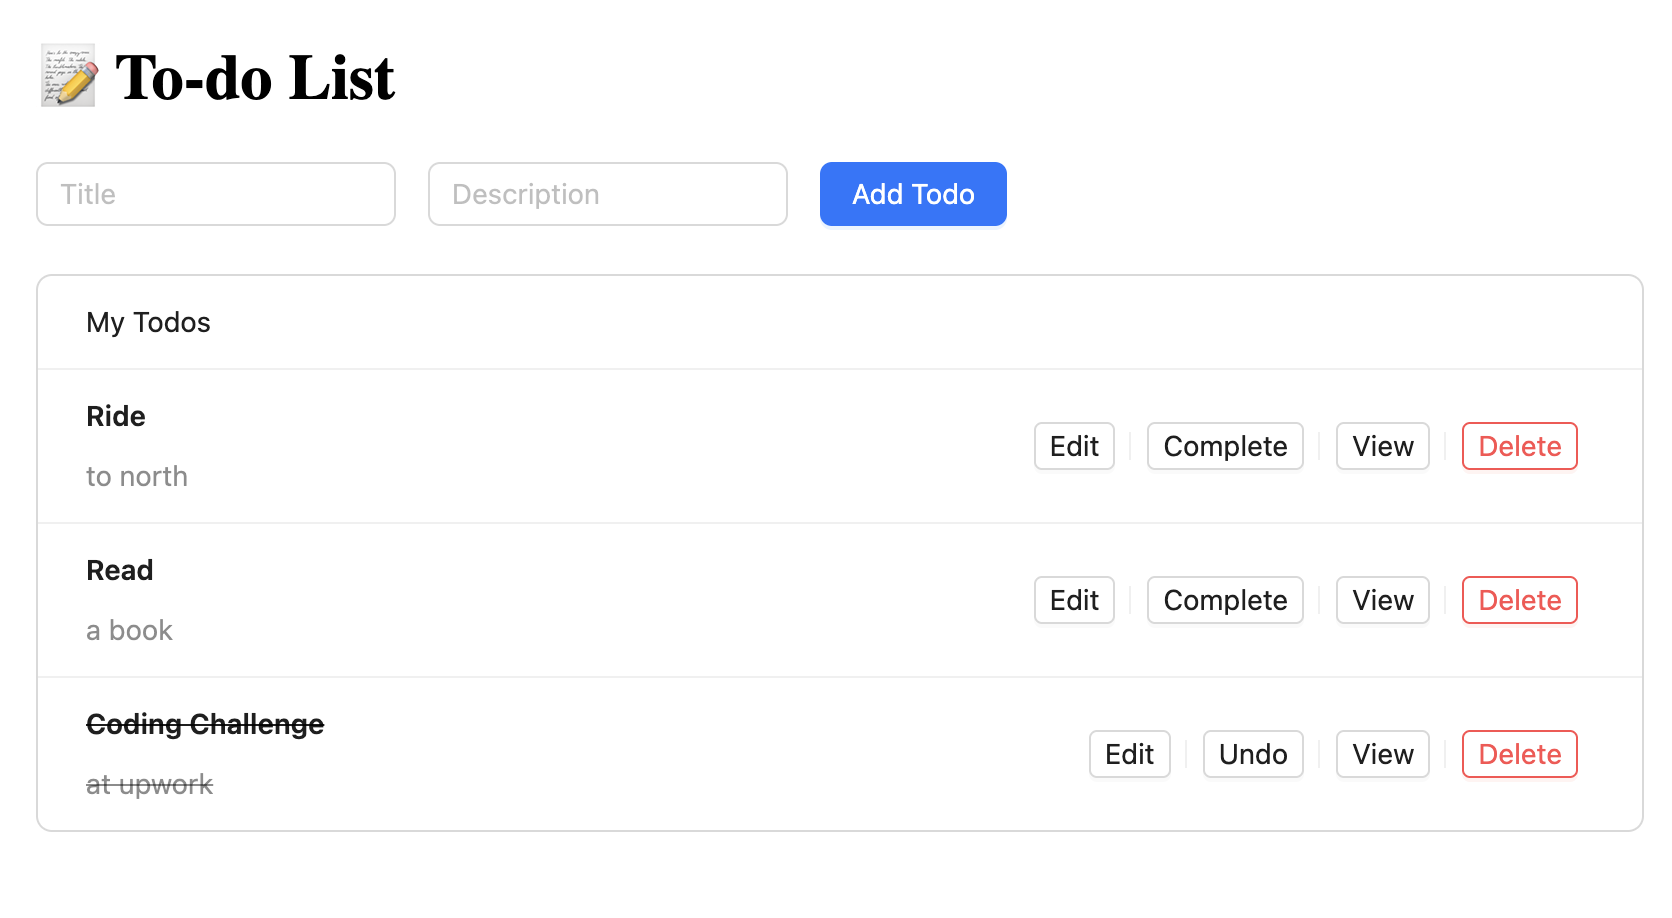 To-do List
Title Description Add Todo
My Todos
Ride
to north
Edit Complete View Delete
Read
a book
Edit Complete View Delete
Coding Challenge
at upwork
Edit Undo View Delete